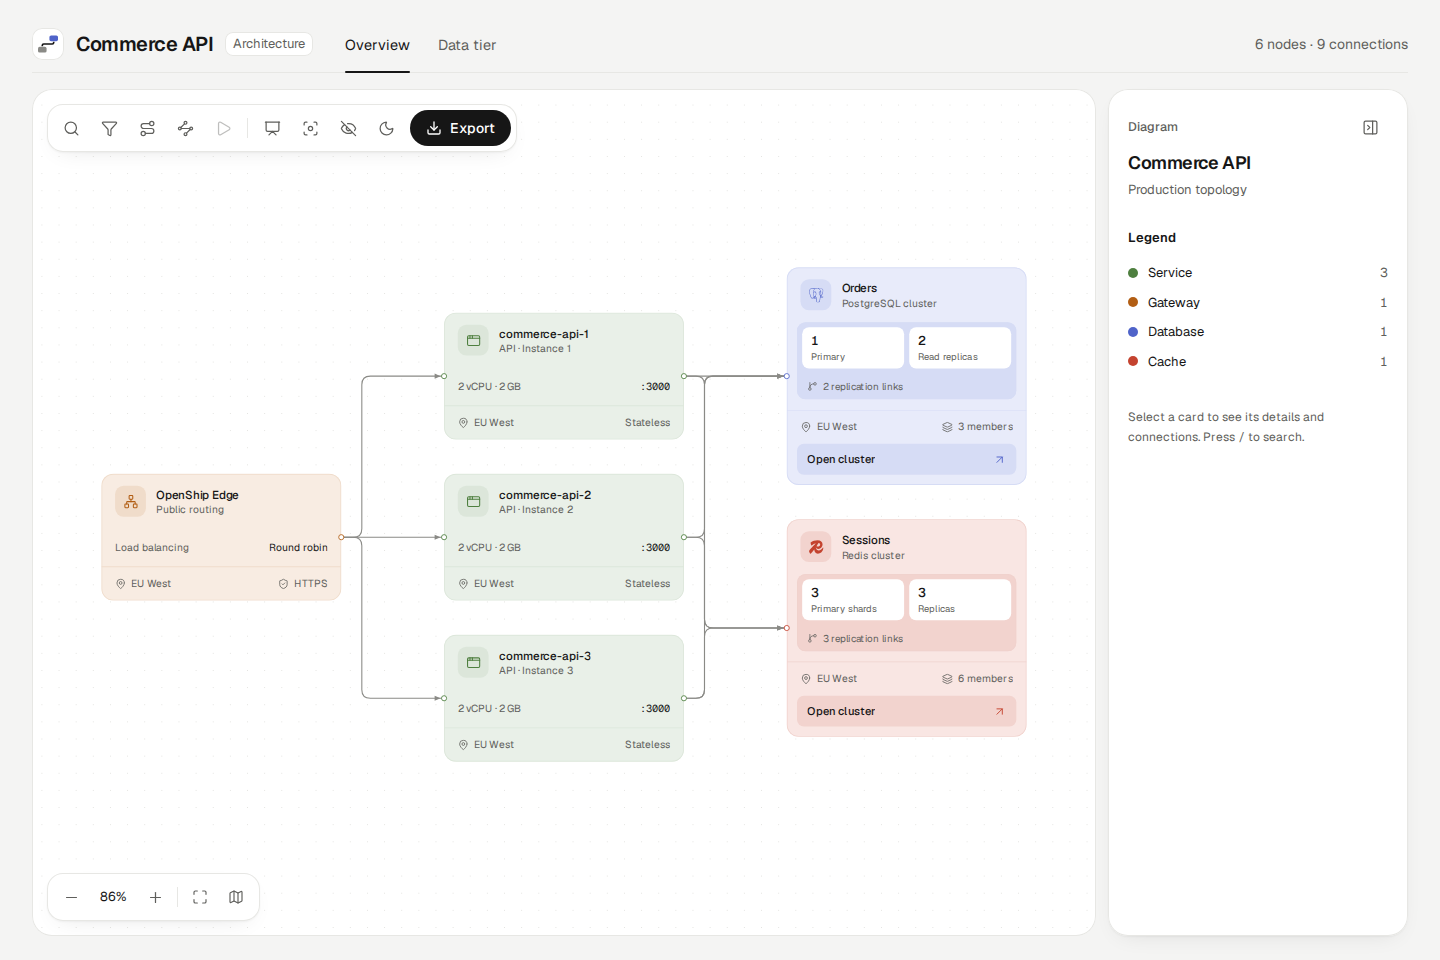 Commerce API
Architecture
Overview
Data tier
6 nodes · 9 connections
Export
Diagram
Commerce API
Production topology
Legend
Service 3
Gateway 1
Database 1
Cache 1
Select a card to see its details and
connections. Press / to search.
OpenShip Edge
Public routing
Load balancing Round robin
EU West HTTPS
commerce-api-1
API · Instance 1
2 vCPU · 2 GB :3000
EU West Stateless
commerce-api-2
API · Instance 2
2 vCPU · 2 GB :3000
EU West Stateless
commerce-api-3
API · Instance 3
2 vCPU · 2 GB :3000
EU West Stateless
Orders
PostgreSQL cluster
1 2
Primary Read replicas
2 replication links
EU West 3 members
Open cluster
Sessions
Redis cluster
3 3
Primary shards Replicas
3 replication links
EU West 6 members
Open cluster
86%